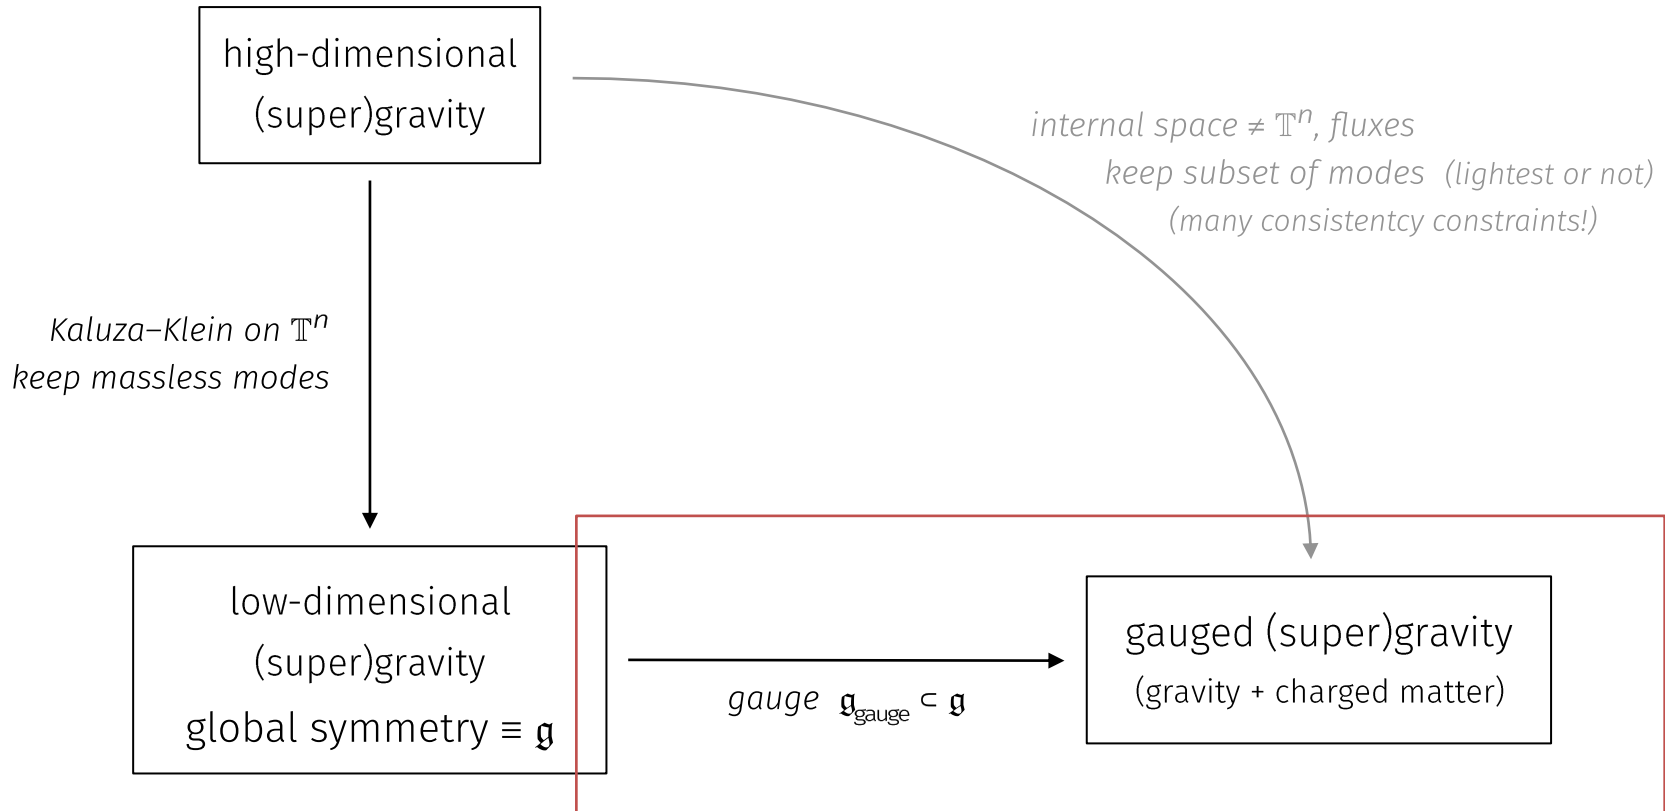 high-dimensional
(super)gravity
internal space ≠ 𝕋ⁿ, fluxes
keep subset of modes (lightest or not)
(many consistentcy constraints!)
Kaluza–Klein on 𝕋ⁿ
keep massless modes
low-dimensional
(super)gravity
global symmetry ≡ 𝖌
gauge 𝖌gauge ⊂ 𝖌
gauged (super)gravity
(gravity + charged matter)